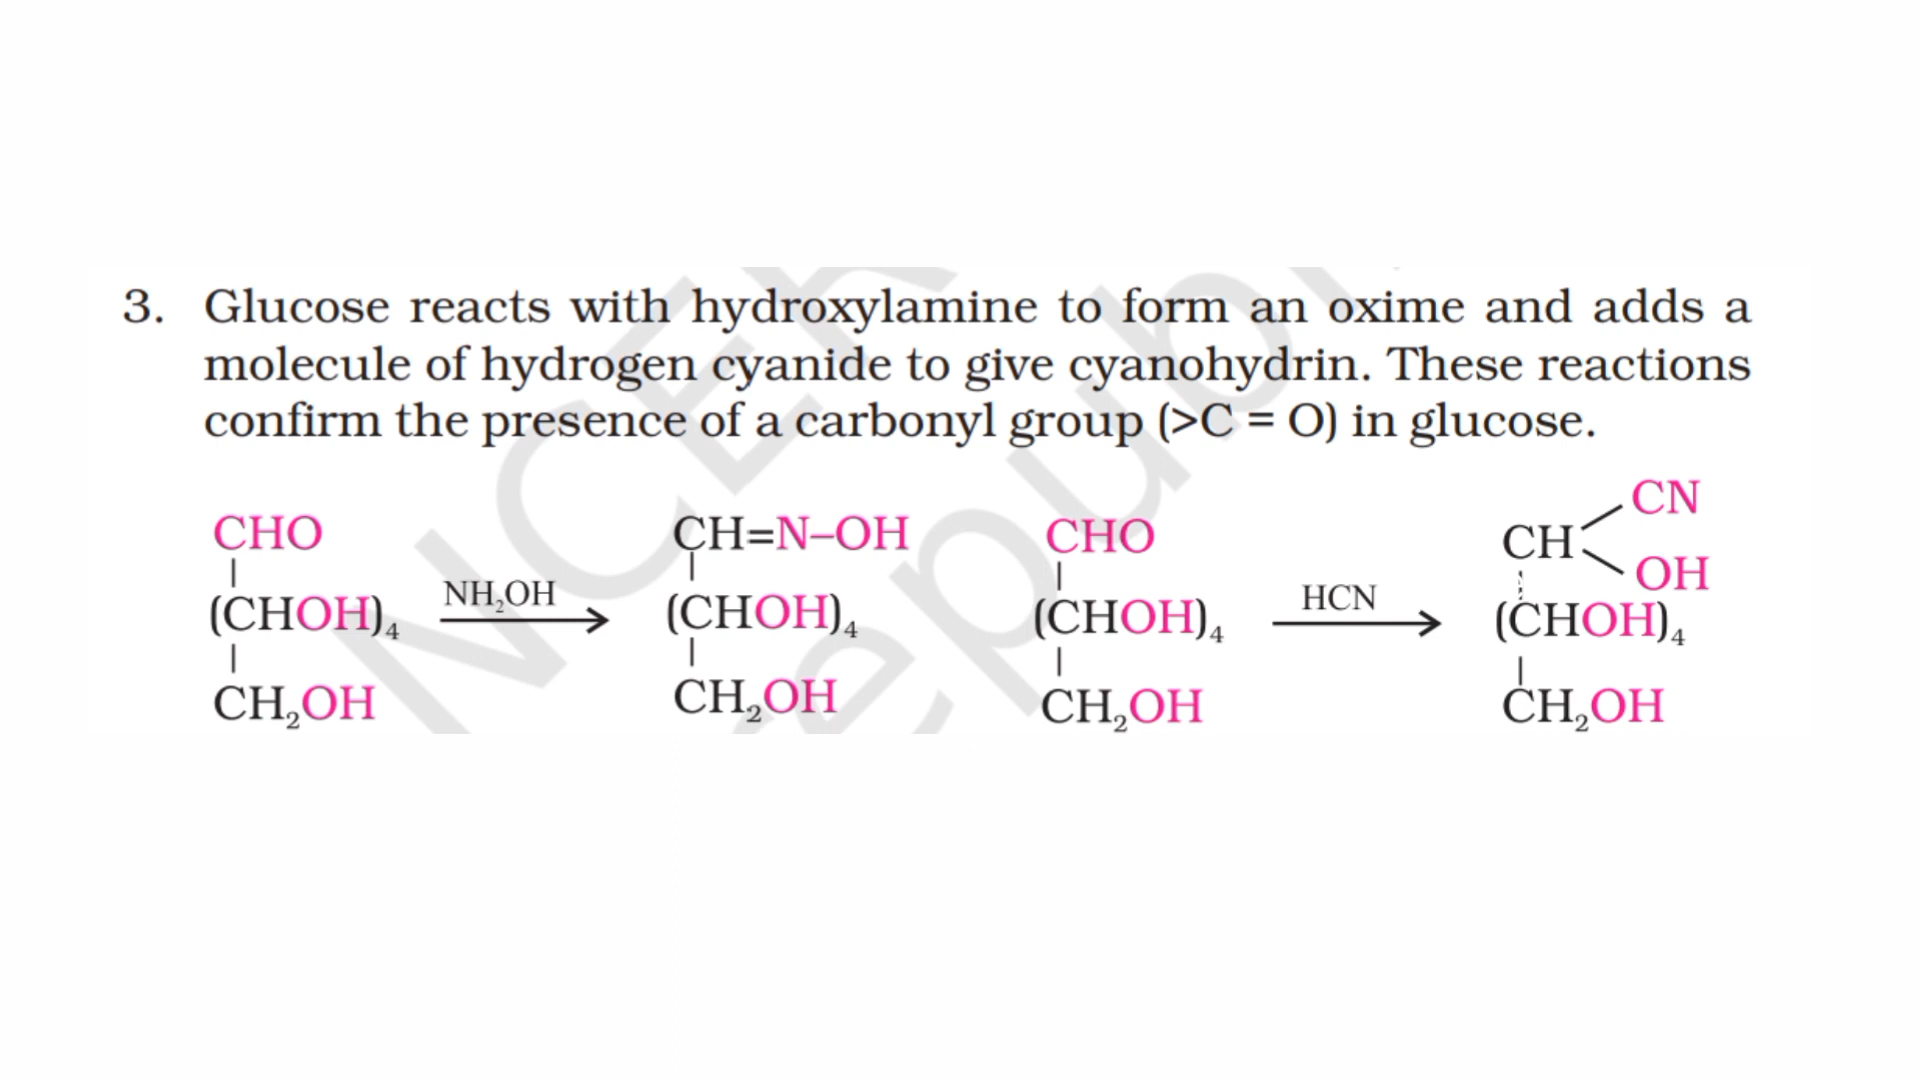 3. Glucose reacts with hydroxylamine to form an oxime and adds a
molecule of hydrogen cyanide to give cyanohydrin. These reactions
confirm the presence of a carbonyl group (>C = O) in glucose.
CHO
(CHOH)₄
CH₂OH
NH₂OH
CH=N–OH
(CHOH)₄
CH₂OH
CHO
(CHOH)₄
CH₂OH
HCN
CN
CH
OH
(CHOH)₄
CH₂OH
NCER
epub